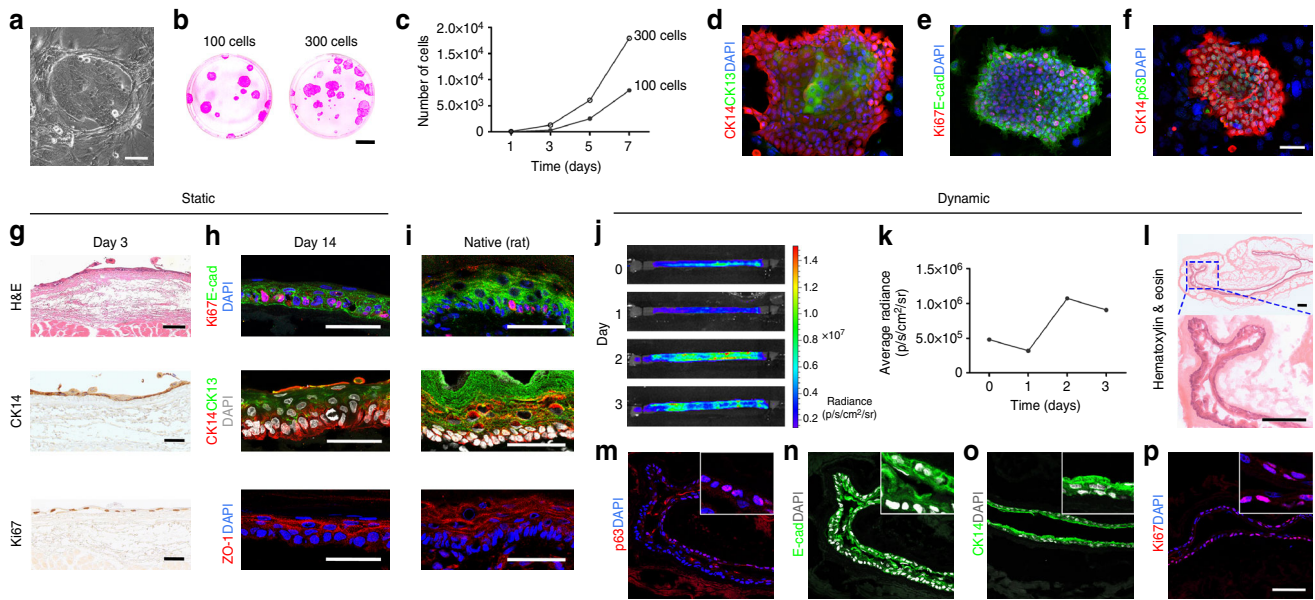 a
b
100 cells
300 cells
c
Number of cells
2.0×10⁴
1.5×10⁴
1.0×10⁴
5.0×10³
0
1
3
5
7
Time (days)
300 cells
100 cells
d
CK14CK13DAPI
e
Ki67E-cadDAPI
f
CK14p63DAPI
Static
Dynamic
g
Day 3
H&E
CK14
Ki67
h
Day 14
Ki67E-cad
DAPI
CK14CK13
DAPI
ZO-1DAPI
i
Native (rat)
j
Day
0
1
2
3
1.4
1.2
1.0
0.8
×10⁷
0.6
0.4
0.2
Radiance
(p/s/cm²/sr)
k
Average radiance
(p/s/cm²/sr)
1.5×10⁶
1.0×10⁶
5.0×10⁵
0
0
1
2
3
Time (days)
l
Hematoxylin & eosin
m
p63DAPI
n
E-cadDAPI
o
CK14DAPI
p
Ki67DAPI